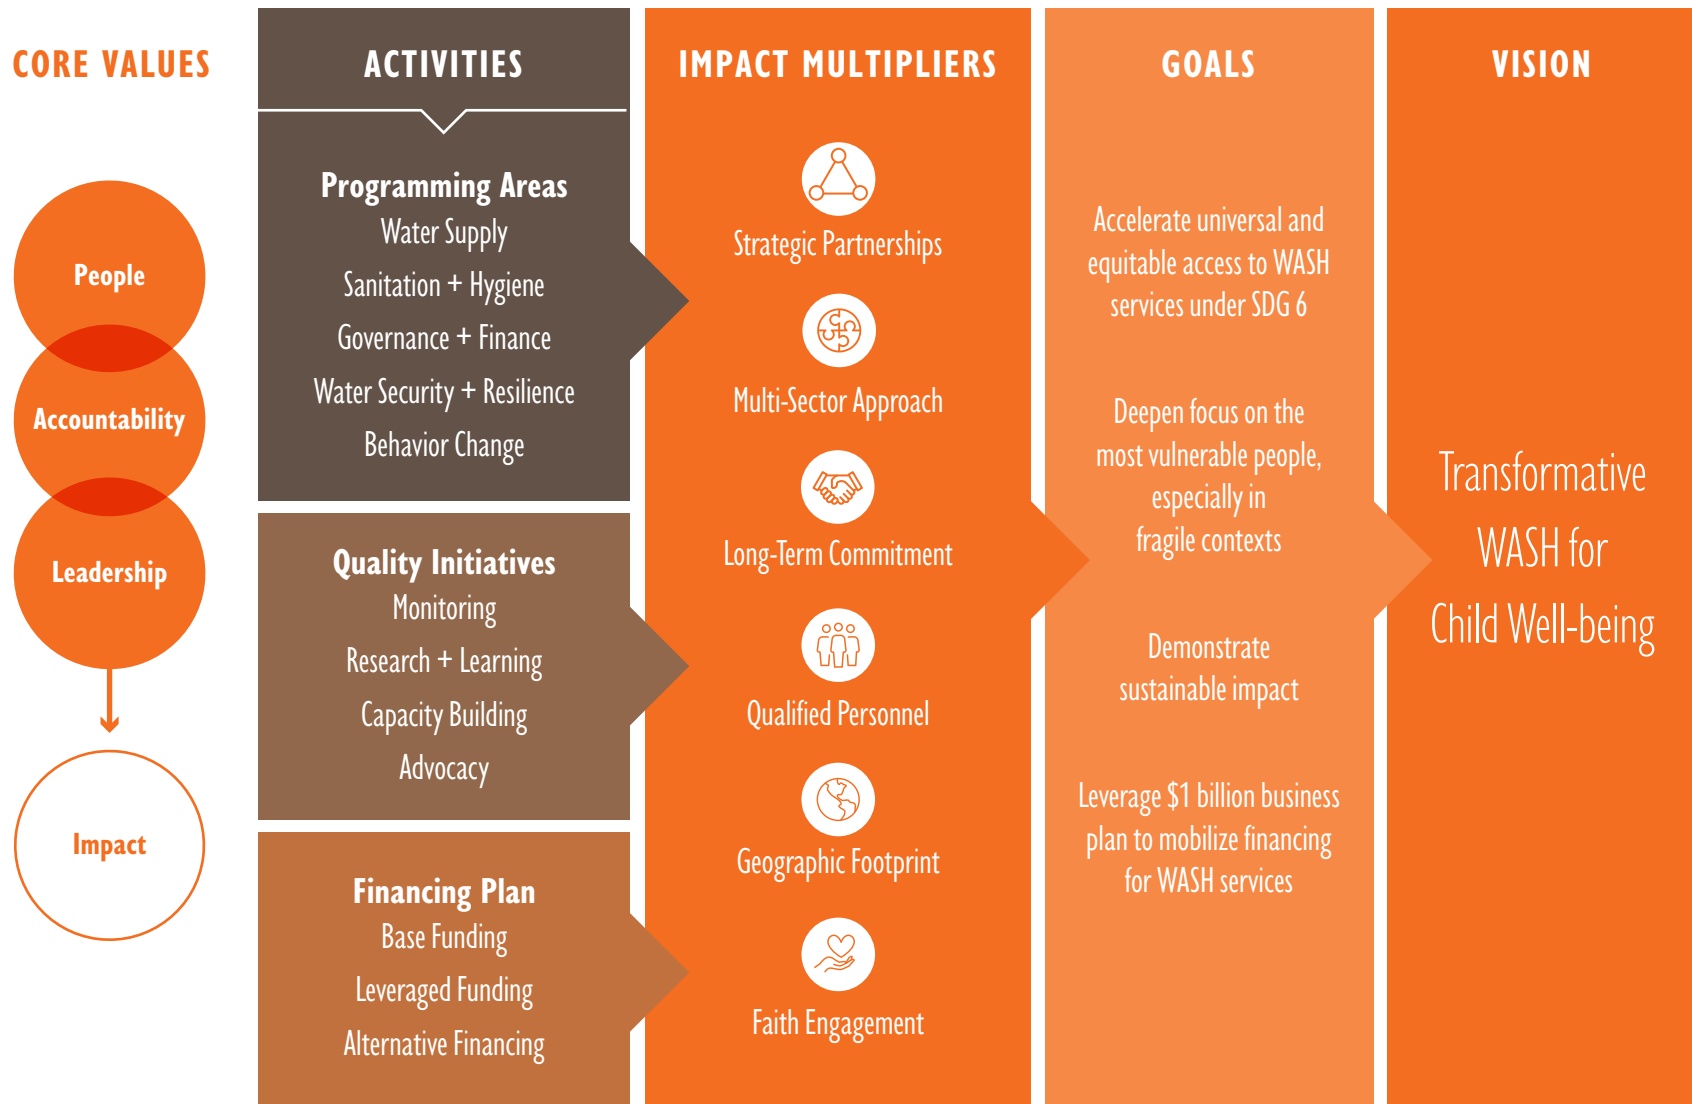 CORE VALUES
People
Accountability
Leadership
Impact
ACTIVITIES
Programming Areas
Water Supply
Sanitation + Hygiene
Governance + Finance
Water Security + Resilience
Behavior Change
Quality Initiatives
Monitoring
Research + Learning
Capacity Building
Advocacy
Financing Plan
Base Funding
Leveraged Funding
Alternative Financing
IMPACT MULTIPLIERS
Strategic Partnerships
Multi-Sector Approach
Long-Term Commitment
Qualified Personnel
Geographic Footprint
Faith Engagement
GOALS
Accelerate universal and
equitable access to WASH
services under SDG 6
Deepen focus on the
most vulnerable people,
especially in
fragile contexts
Demonstrate
sustainable impact
Leverage $1 billion business
plan to mobilize financing
for WASH services
VISION
Transformative
WASH for
Child Well-being